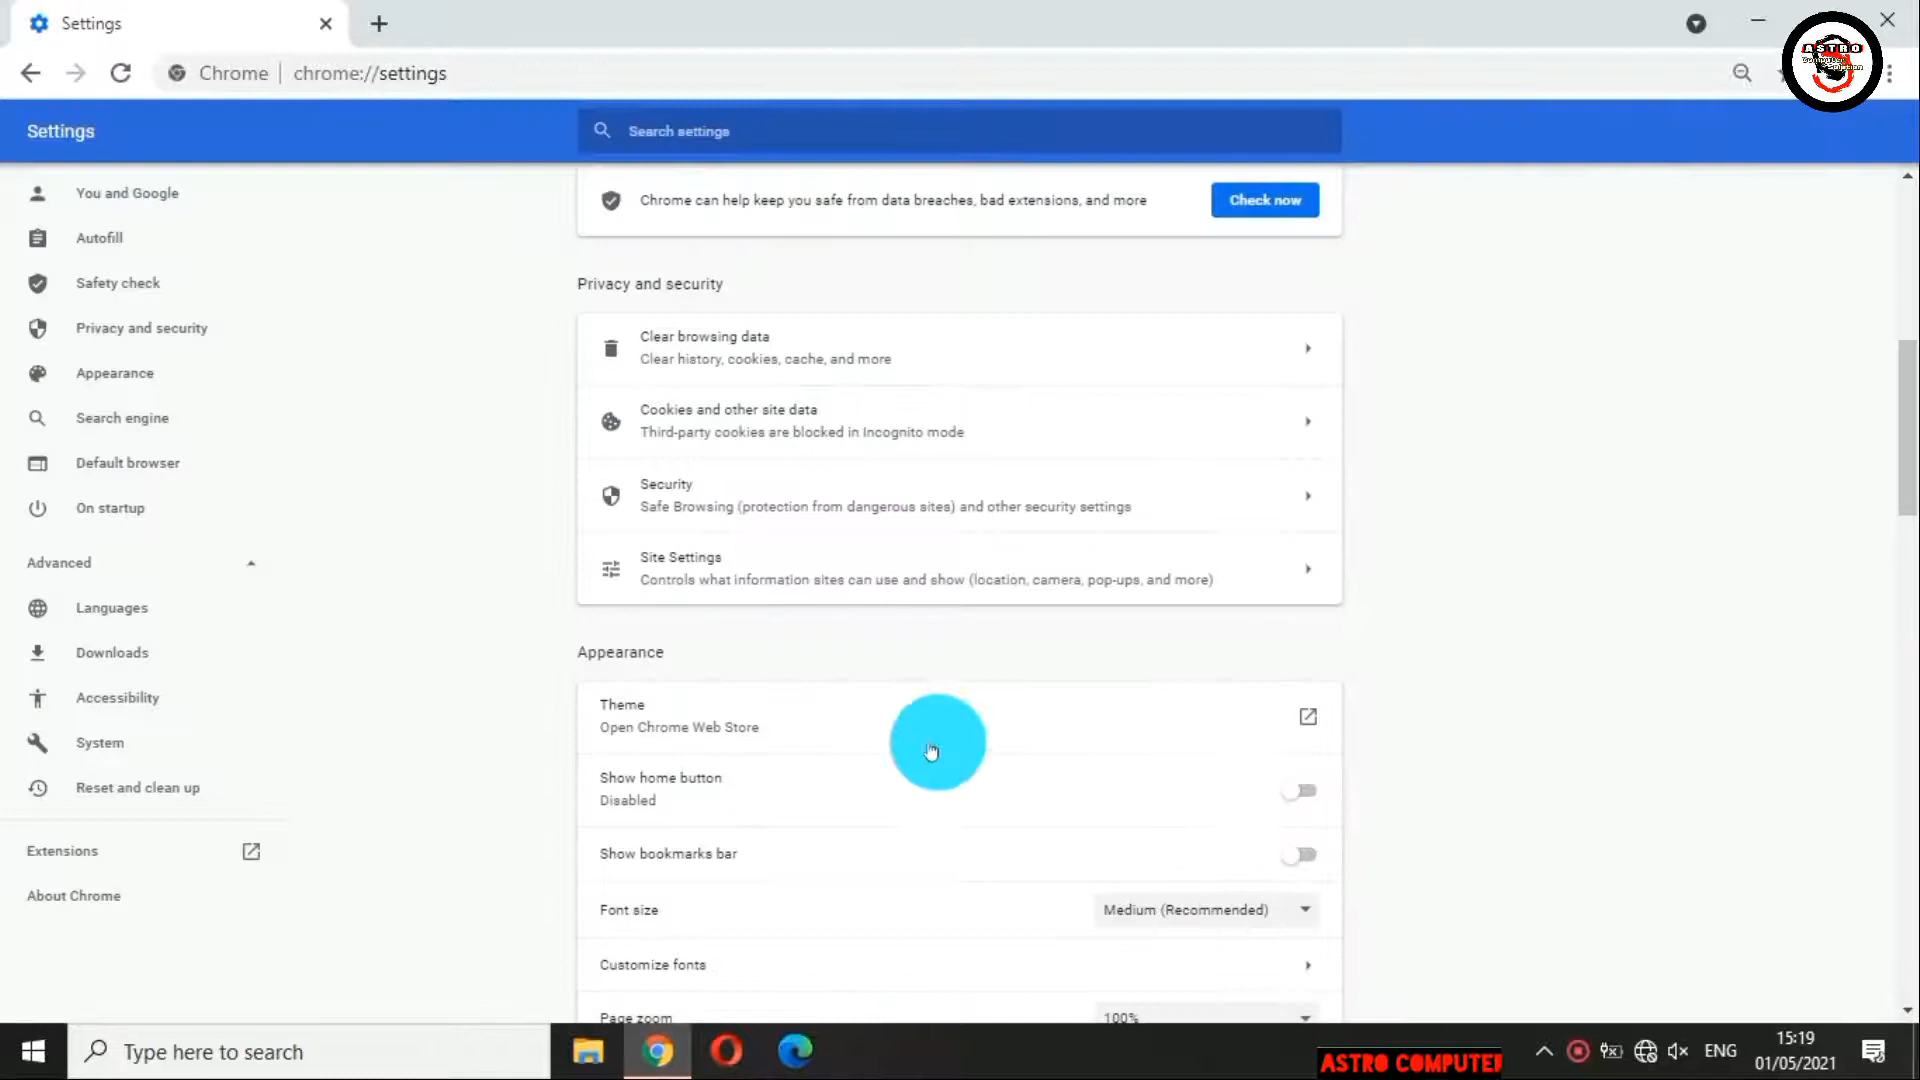 Settings
Chrome
chrome://settings
ASTRO
Settings
Search settings
You and Google
Autofill
Safety check
Privacy and security
Appearance
Search engine
Default browser
On startup
Advanced
Languages
Downloads
Accessibility
System
Reset and clean up
Extensions
About Chrome
Chrome can help keep you safe from data breaches, bad extensions, and more
Check now
Privacy and security
Clear browsing data
Clear history, cookies, cache, and more
Cookies and other site data
Third-party cookies are blocked in Incognito mode
Security
Safe Browsing (protection from dangerous sites) and other security settings
Site Settings
Controls what information sites can use and show (location, camera, pop-ups, and more)
Appearance
Theme
Open Chrome Web Store
Show home button
Disabled
Show bookmarks bar
Font size
Medium (Recommended)
Customize fonts
Page zoom
100%
Type here to search
ASTRO COMPUTER
ENG
15:19
01/05/2021